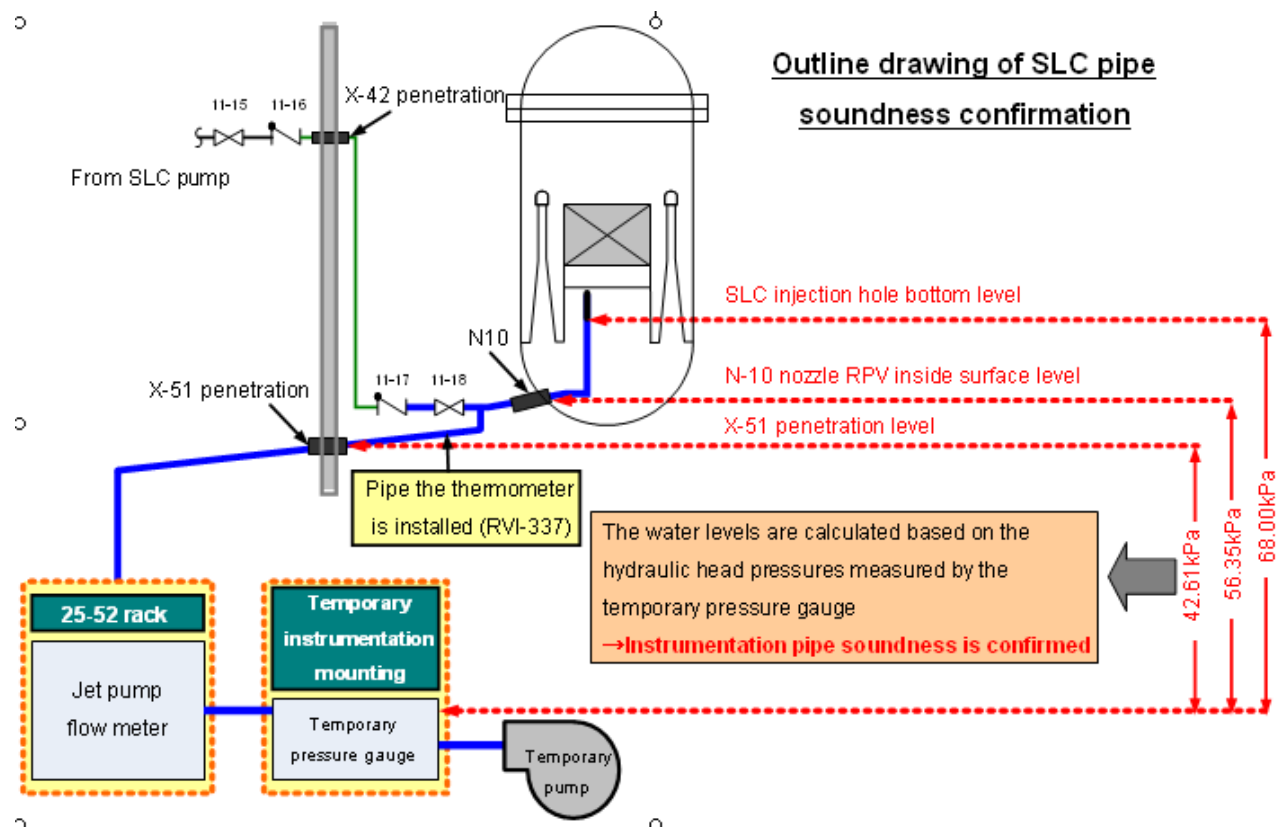 Outline drawing of SLC pipe
soundness confirmation
X-42 penetration
11-15
11-16
From SLC pump
SLC injection hole bottom level
N10
N-10 nozzle RPV inside surface level
X-51 penetration
11-17
11-18
X-51 penetration level
Pipe the thermometer
is installed (RVI-337)
The water levels are calculated based on the
hydraulic head pressures measured by the
temporary pressure gauge
→Instrumentation pipe soundness is confirmed
42.61kPa
56.35kPa
68.00kPa
25-52 rack
Jet pump
flow meter
Temporary
instrumentation
mounting
Temporary
pressure gauge
Temporary
pump